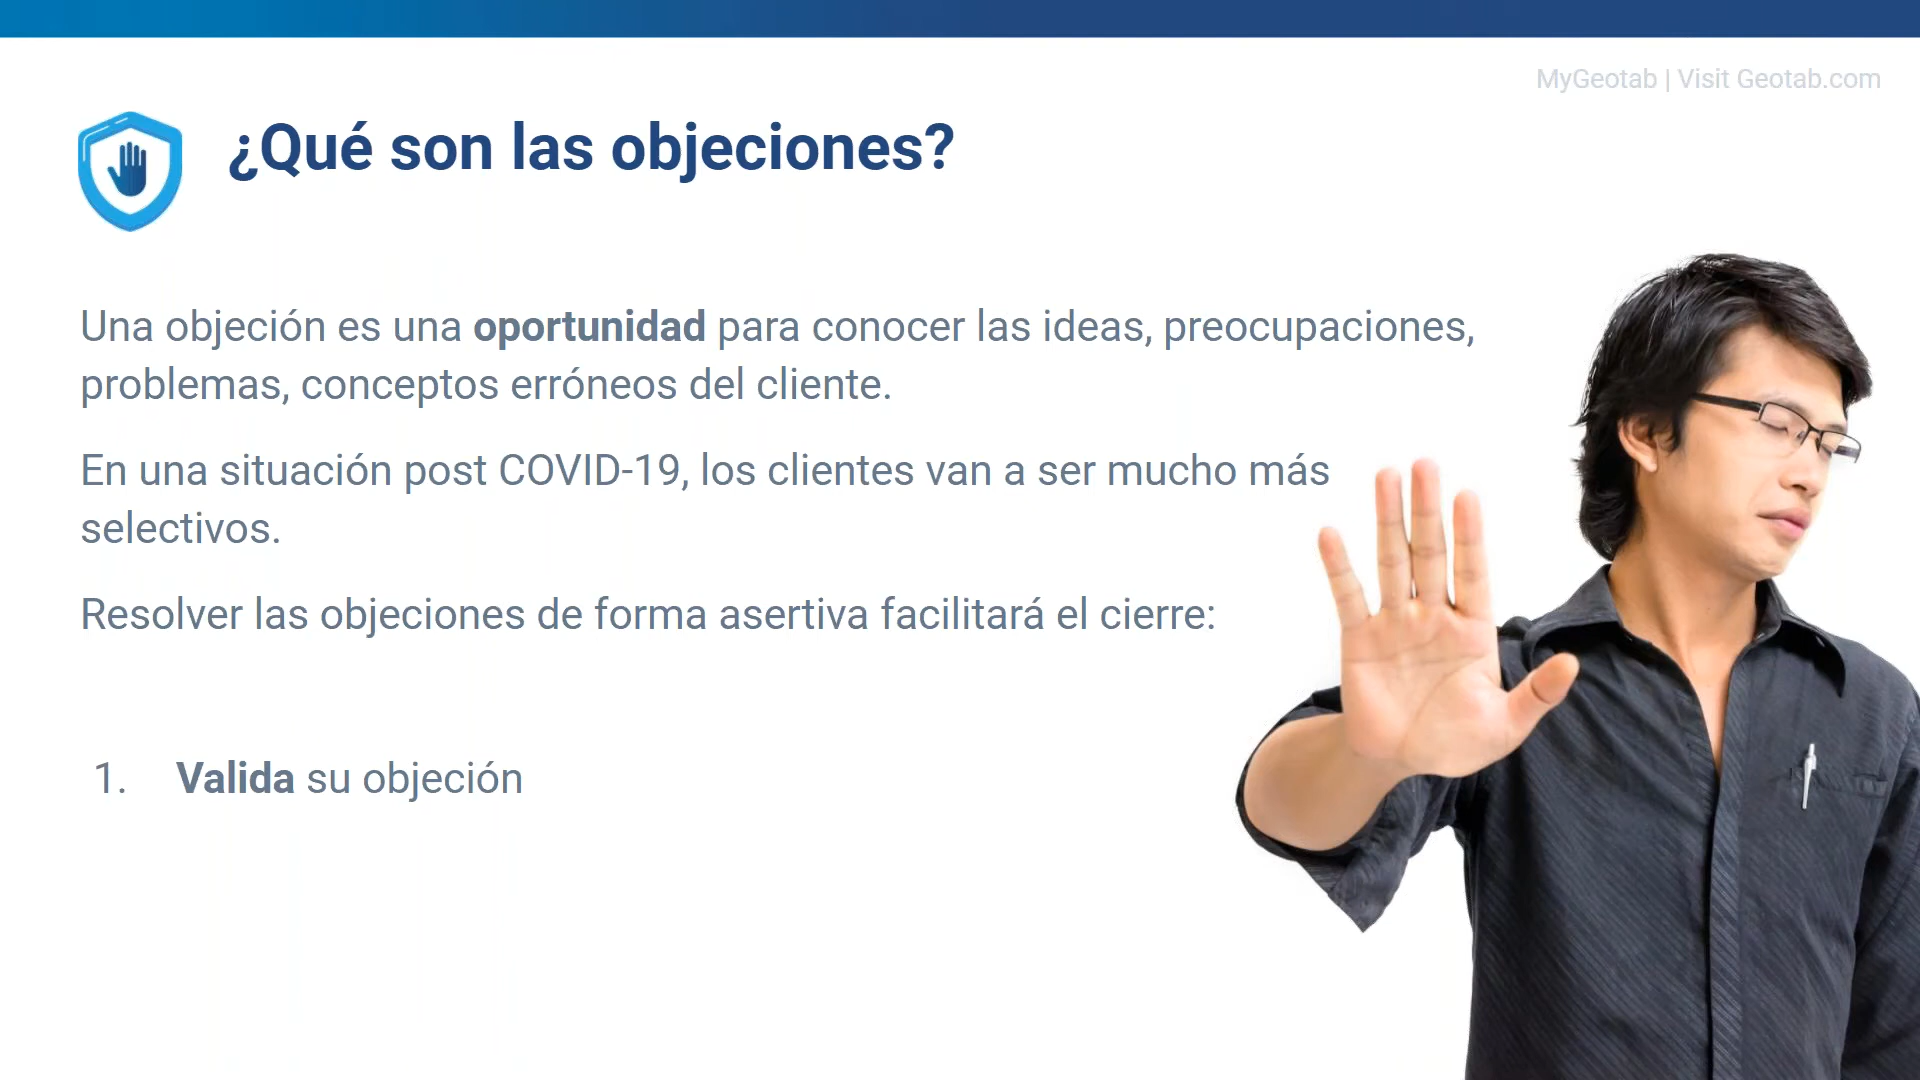 MyGeotab | Visit Geotab.com
¿Qué son las objeciones?
Una objeción es una oportunidad para conocer las ideas, preocupaciones,
problemas, conceptos erróneos del cliente.
En una situación post COVID-19, los clientes van a ser mucho más
selectivos.
Resolver las objeciones de forma asertiva facilitará el cierre:
1. Valida su objeción